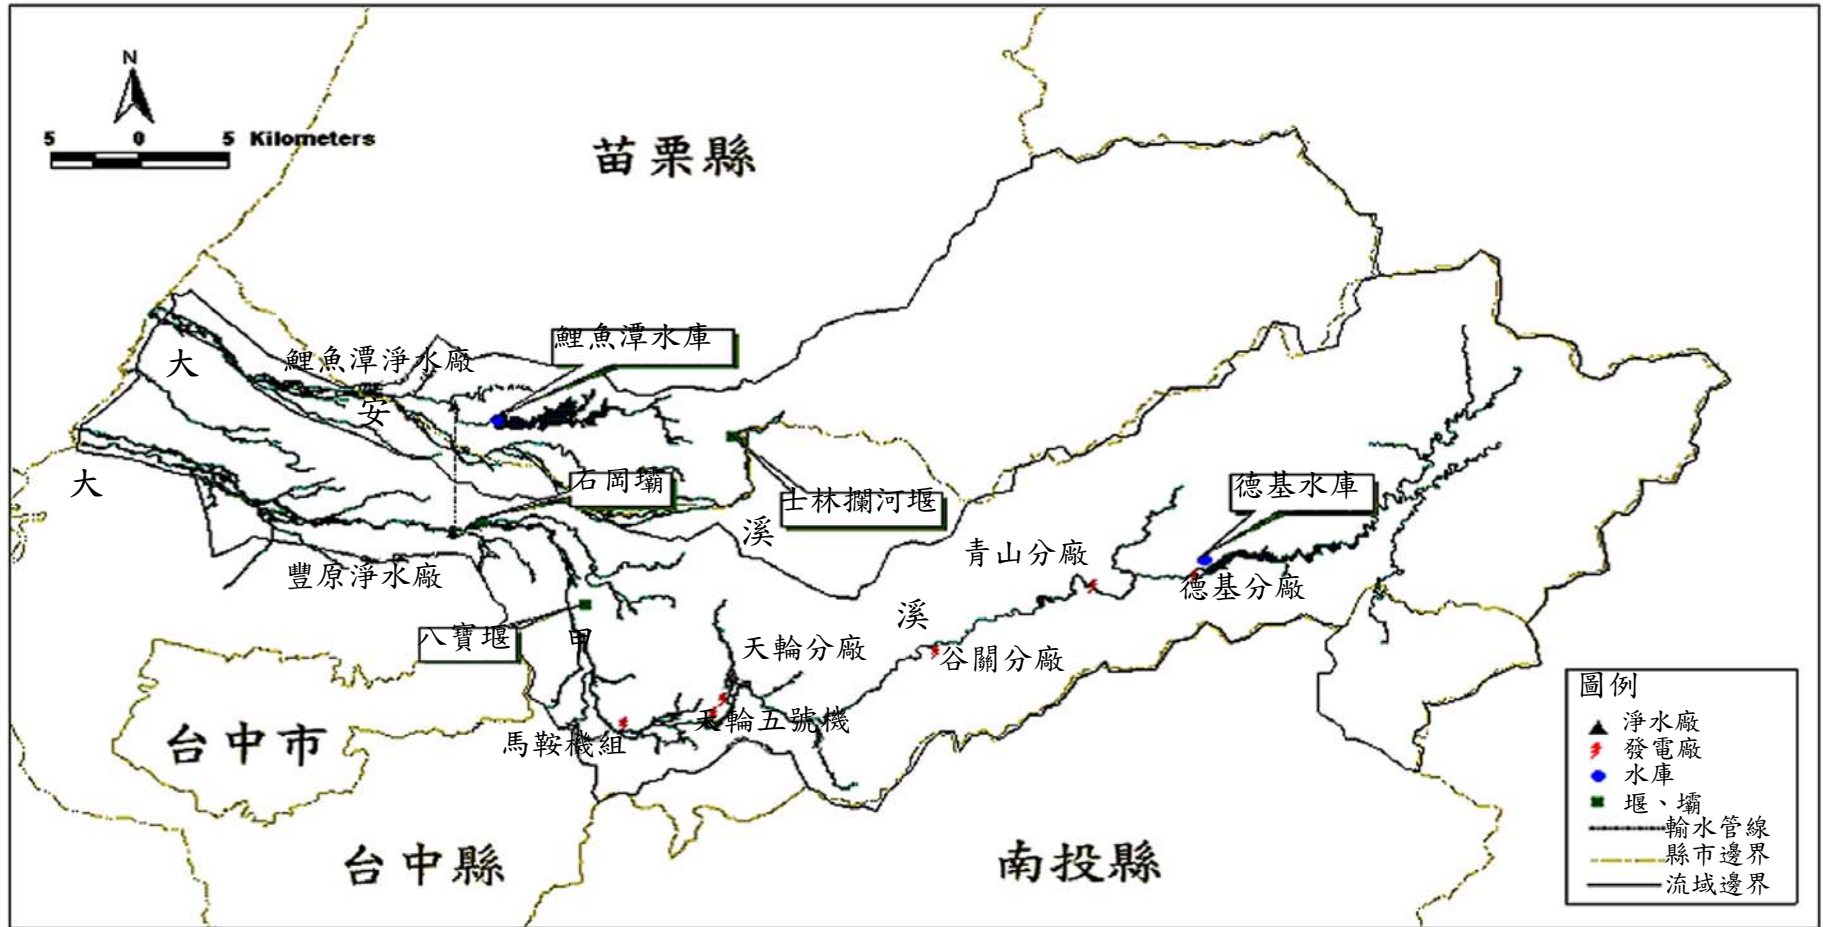 N
5 0 5 Kilometers
苗栗縣
鯉魚潭水庫
大
鯉魚潭淨水廠
安
大
石岡壩
士林攔河堰
德基水庫
溪
青山分廠
豐原淨水廠
德基分廠
溪
八寶堰
甲
天輪分廠
谷關分廠
天輪五號機
馬鞍機組
台中市
台中縣
南投縣
圖例
淨水廠
發電廠
水庫
堰、壩
輸水管線
縣市邊界
流域邊界